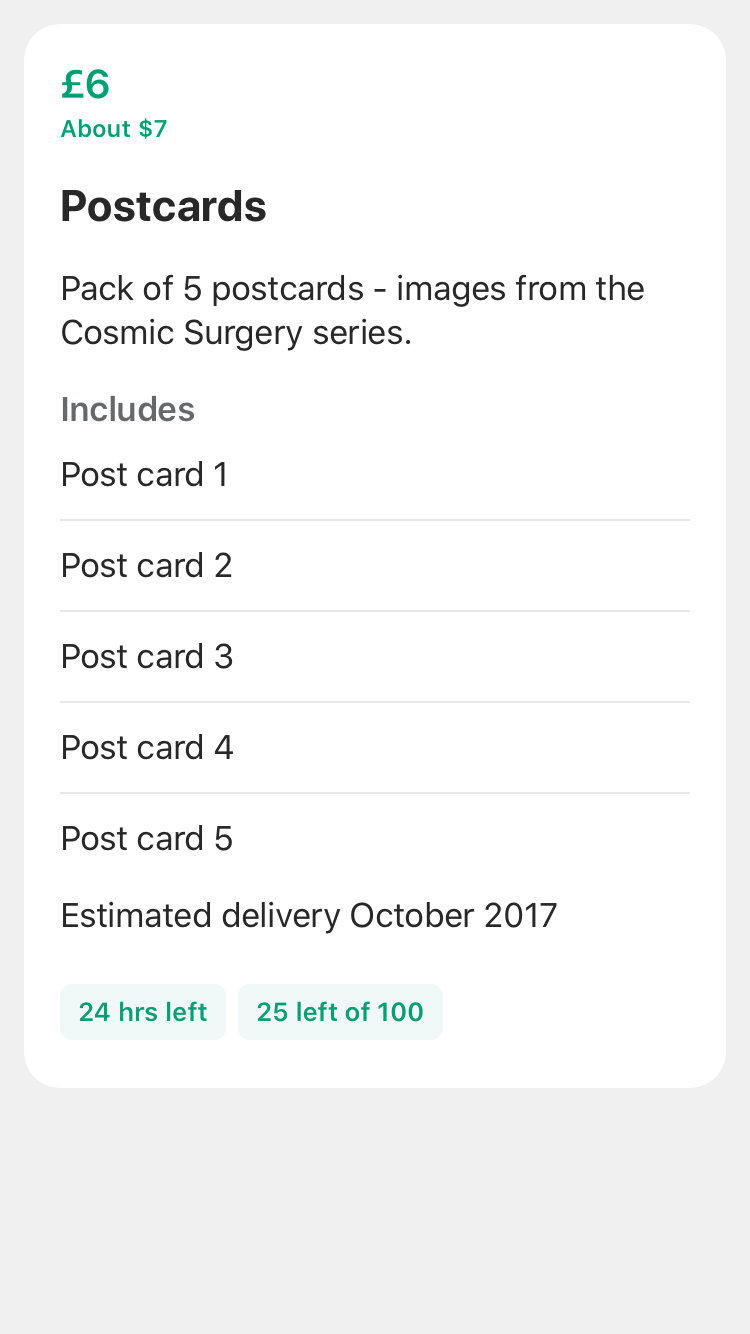 £6
About $7
Postcards
Pack of 5 postcards - images from the
Cosmic Surgery series.
Includes
Post card 1
Post card 2
Post card 3
Post card 4
Post card 5
Estimated delivery October 2017
24 hrs left
25 left of 100